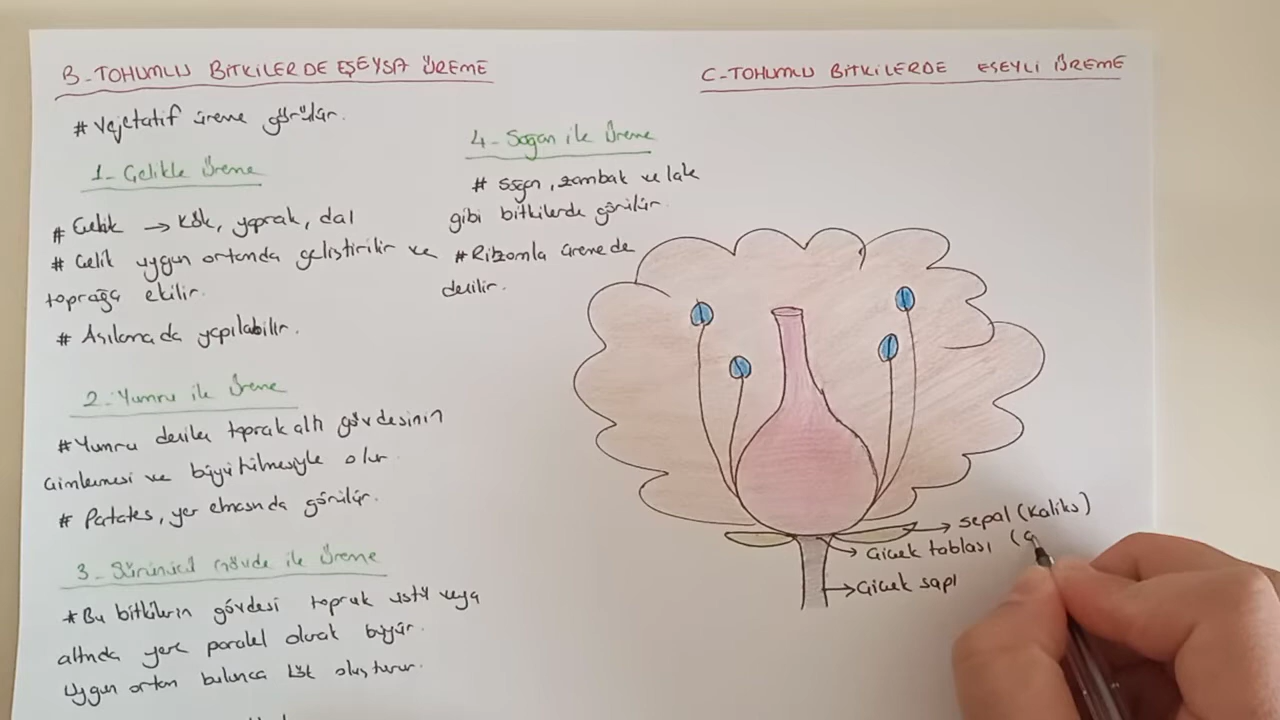 B-TOHUMLU BİTKİLERDE EŞEYSİZ ÜREME
# Vejetatif üreme görülür.
1- Çelikle Üreme
# Çelik → Kök, yaprak, dal
# Çelik uygun ortamda geliştirilir ve
toprağa ekilir.
# Aşılama da yapılabilir.
2- Yumru ile Üreme
# Yumru denilen toprak altı gövdesinin
çimlenmesi ve büyütülmesiyle olur.
# Patates, yer elmasında görülür.
3- Sürünücü Gövde ile Üreme
# Bu bitkilerin gövdesi toprak üstü veya
altında yere paralel olarak büyür.
Uygun ortam bulunca kök oluşturur.
4- Soğan ile Üreme
# Soğan, zambak ve lale
gibi bitkilerde görülür.
# Rizomla üreme de
denilir.
C-TOHUMLU BİTKİLERDE EŞEYLİ ÜREME
→ sepal (Kaliks)
→ Çiçek tablası (
→ Çiçek sapı